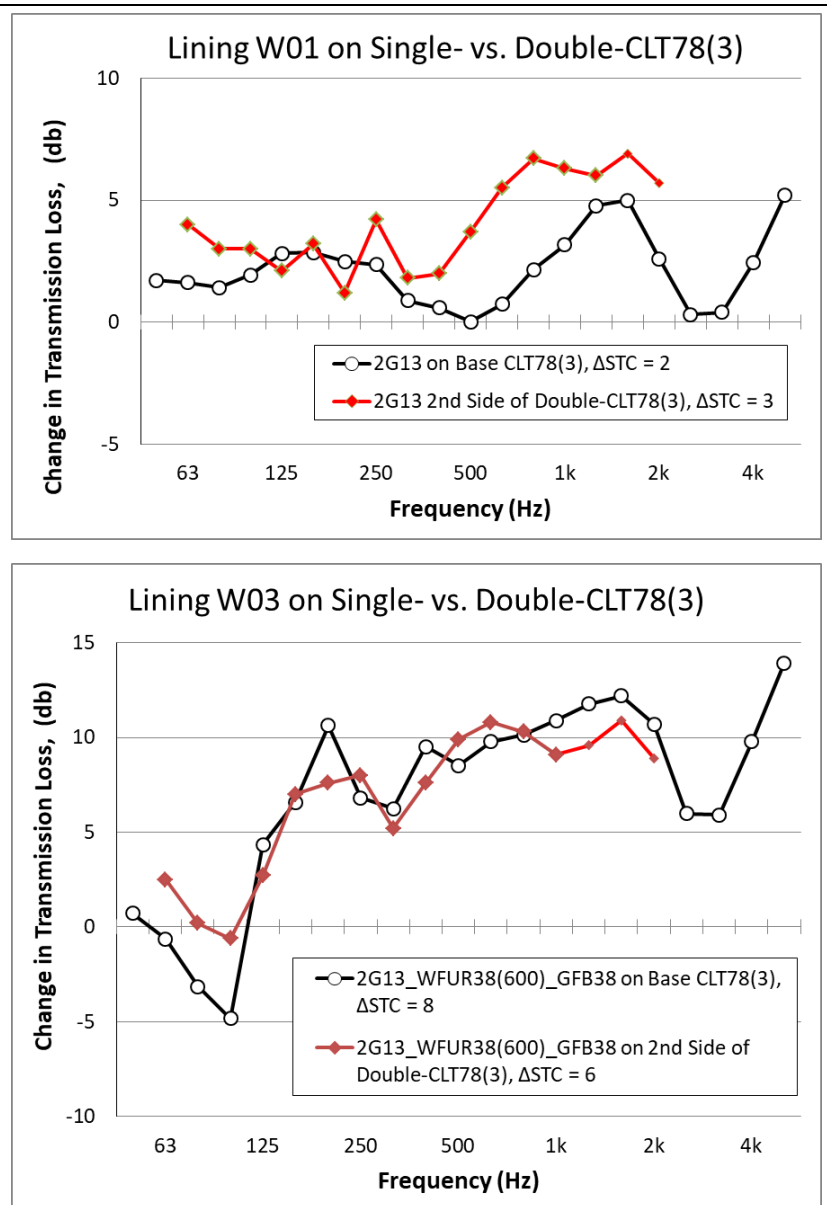 Lining W01 on Single- vs. Double-CLT78(3)
Change in Transmission Loss, (db)
10
5
0
-5
2G13 on Base CLT78(3), ΔSTC = 2
2G13 2nd Side of Double-CLT78(3), ΔSTC = 3
63 125 250 500 1k 2k 4k
Frequency (Hz)
Lining W03 on Single- vs. Double-CLT78(3)
Change in Transmission Loss, (db)
15
10
5
0
-5
-10
2G13_WFUR38(600)_GFB38 on Base CLT78(3),
ΔSTC = 8
2G13_WFUR38(600)_GFB38 on 2nd Side of
Double-CLT78(3), ΔSTC = 6
63 125 250 500 1k 2k 4k
Frequency (Hz)